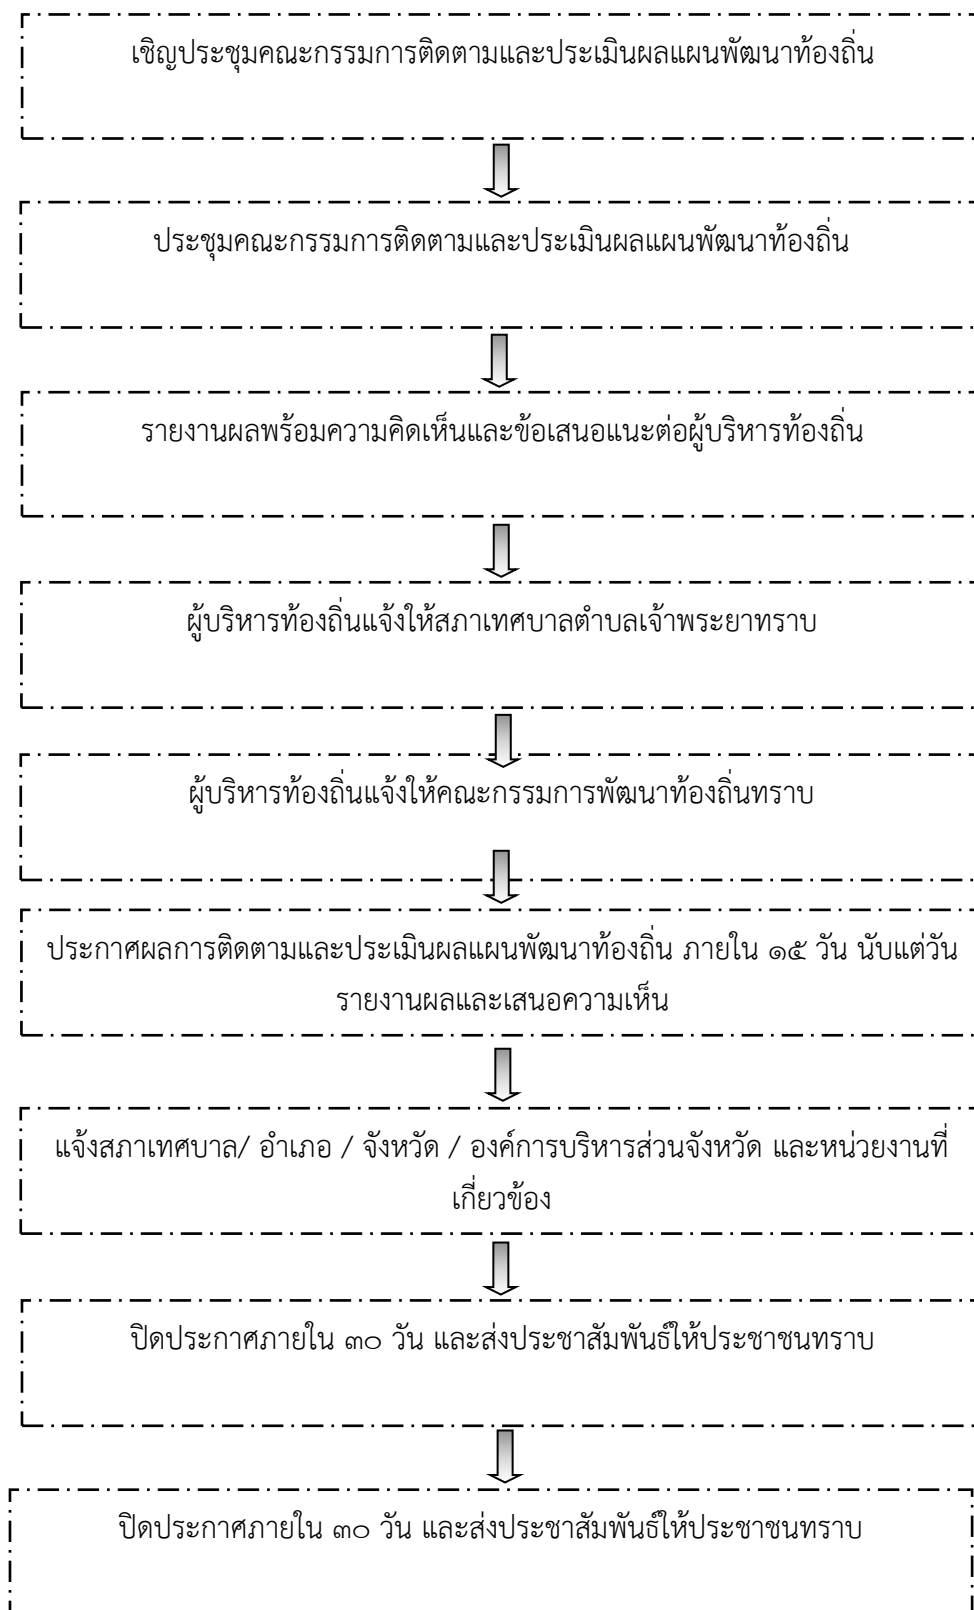 เชิญประชุมคณะกรรมการติดตามและประเมินผลแผนพัฒนาท้องถิ่น
ประชุมคณะกรรมการติดตามและประเมินผลแผนพัฒนาท้องถิ่น
รายงานผลพร้อมความคิดเห็นและข้อเสนอแนะต่อผู้บริหารท้องถิ่น
ผู้บริหารท้องถิ่นแจ้งให้สภาเทศบาลตำบลเจ้าพระยาทราบ
ผู้บริหารท้องถิ่นแจ้งให้คณะกรรมการพัฒนาท้องถิ่นทราบ
ประกาศผลการติดตามและประเมินผลแผนพัฒนาท้องถิ่น ภายใน ๑๕ วัน นับแต่วัน
รายงานผลและเสนอความเห็น
แจ้งสภาเทศบาล/ อำเภอ / จังหวัด / องค์การบริหารส่วนจังหวัด และหน่วยงานที่
เกี่ยวข้อง
ปิดประกาศภายใน ๓๐ วัน และส่งประชาสัมพันธ์ให้ประชาชนทราบ
ปิดประกาศภายใน ๓๐ วัน และส่งประชาสัมพันธ์ให้ประชาชนทราบ